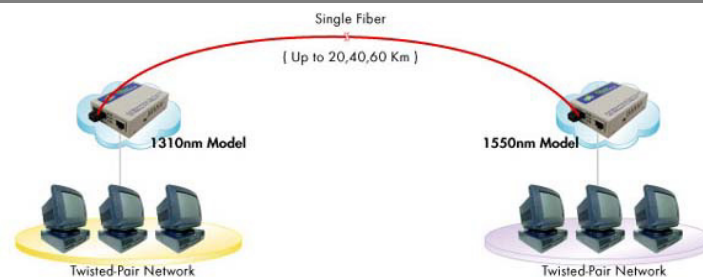 Single Fiber
( Up to 20,40,60 Km )
1310nm Model
1550nm Model
Twisted-Pair Network
Twisted-Pair Network